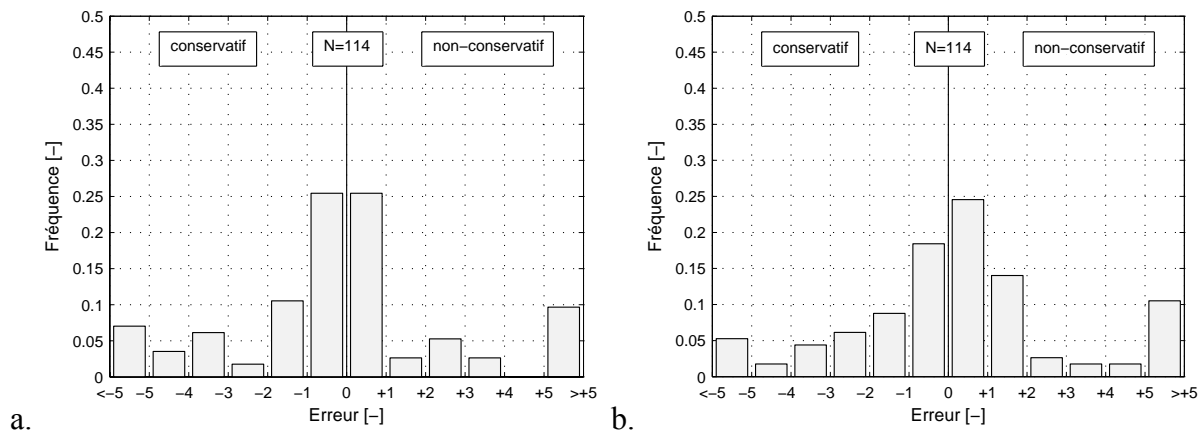 0.5
0.45
0.4
0.35
0.3
0.25
0.2
0.15
0.1
0.05
0
Fréquence [-]
conservatif
N=114
non-conservatif
<-5 -5 -4 -3 -2 -1 0 +1 +2 +3 +4 +5 >+5
Erreur [-]
a.
0.5
0.45
0.4
0.35
0.3
0.25
0.2
0.15
0.1
0.05
0
Fréquence [-]
conservatif
N=114
non-conservatif
<-5 -5 -4 -3 -2 -1 0 +1 +2 +3 +4 +5 >+5
Erreur [-]
b.